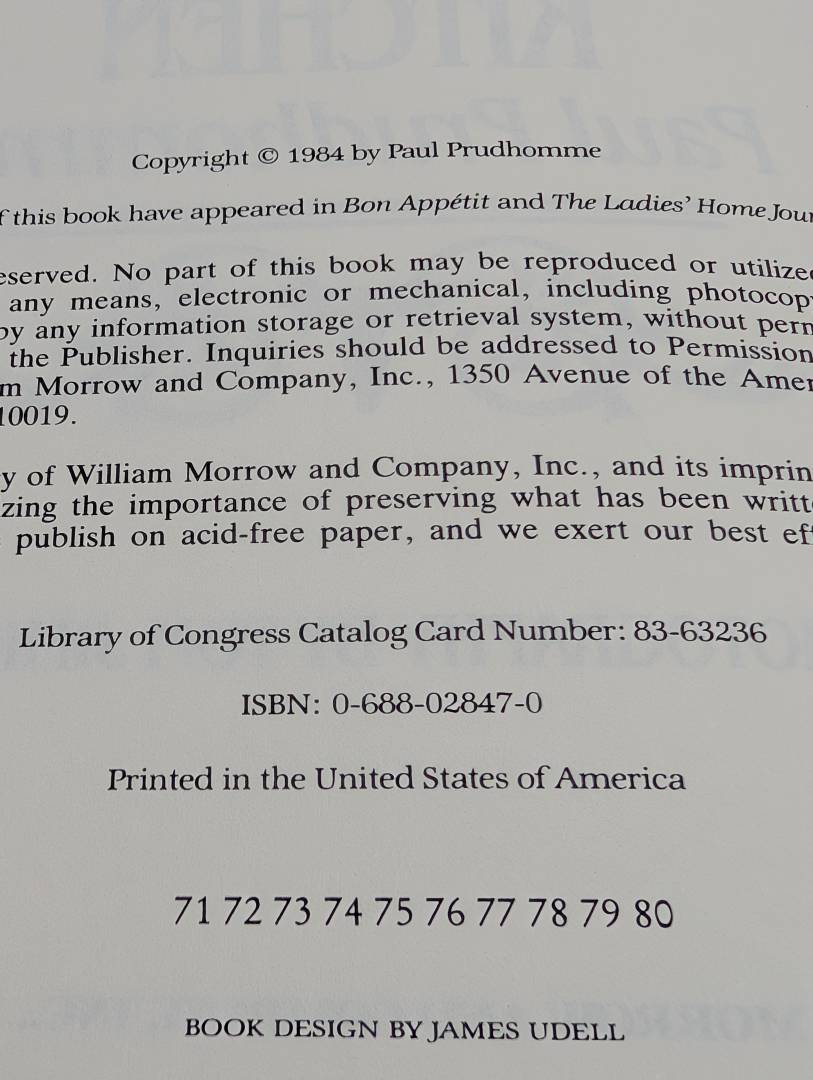 Copyright © 1984 by Paul Prudhomme
this book have appeared in Bon Appétit and The Ladies' Home
No part of this book may be reproduced or
any means, electronic or mechanical, including
any information storage or retrieval system, without
the Publisher. Inquiries should be addressed to
Morrow and Company, Inc., 1350 Avenue of the
10019.
of William Morrow and Company, Inc., and its
the importance of preserving what has been
publish on acid-free paper, and we exert our best
Library of Congress Catalog Card Number: 83-63236
ISBN: 0-688-02847-0
Printed in the United States of America
71 72 73 74 75 76 77 78 79 80
BOOK DESIGN BY JAMES UDELL